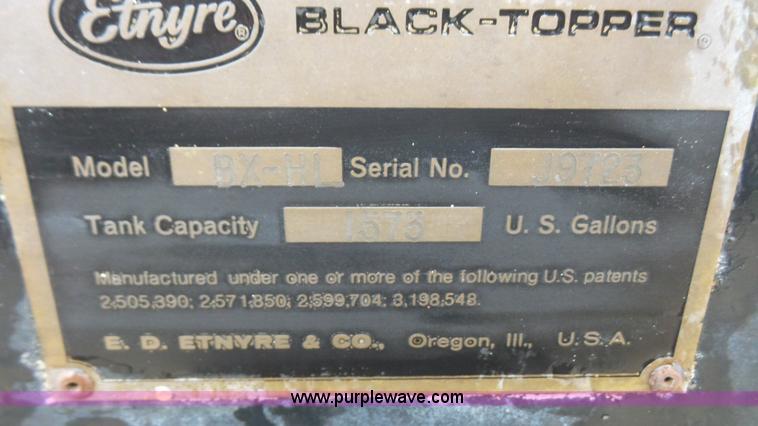 Etnyre® BLACK-TOPPER®
Model BX-HL Serial No. J9723
Tank Capacity 1573 U. S. Gallons
Manufactured under one or more of the following U.S. patents
2,505,390; 2,571,350; 2,599,704; 3,198,548.
E. D. ETNYRE & CO., Oregon, Ill., U.S.A.
www.purplewave.com